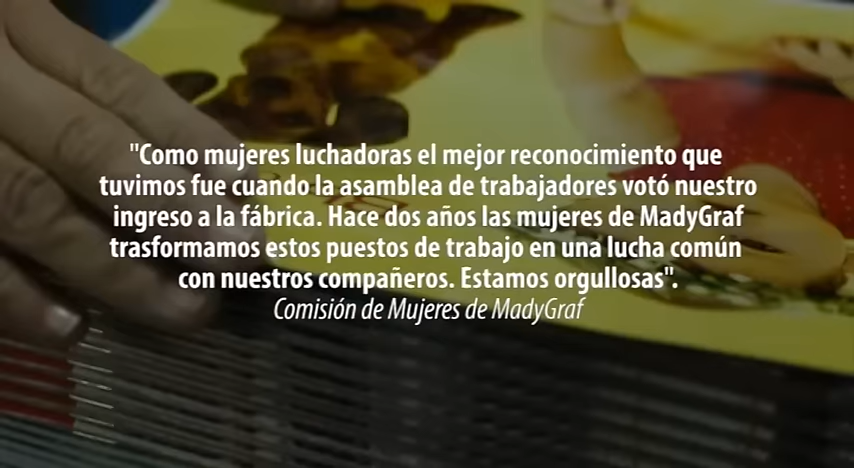 "Como mujeres luchadoras el mejor reconocimiento que
tuvimos fue cuando la asamblea de trabajadores votó nuestro
ingreso a la fábrica. Hace dos años las mujeres de MadyGraf
trasformamos estos puestos de trabajo en una lucha común
con nuestros compañeros. Estamos orgullosas".
Comisión de Mujeres de MadyGraf